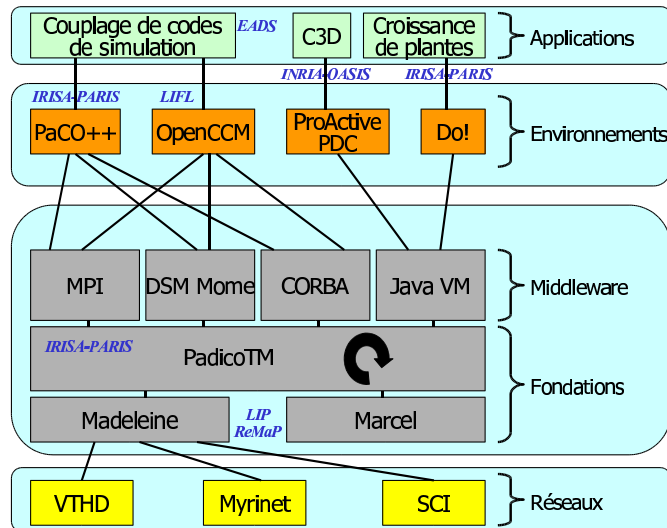 Couplage de codes
de simulation
EADS
C3D
Croissance
de plantes
Applications
IRISA-PARIS
LIFL
INRIA-OASIS
IRISA-PARIS
PaCO++
OpenCCM
ProActive
PDC
Do!
Environnements
MPI
DSM Mome
CORBA
Java VM
Middleware
IRISA-PARIS
PadicoTM
Fondations
Madeleine
LIP
ReMaP
Marcel
VTHD
Myrinet
SCI
Réseaux